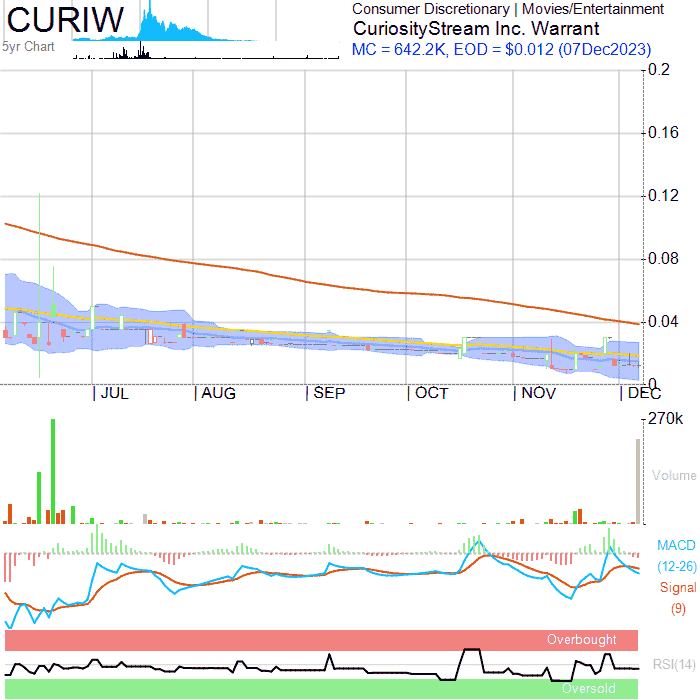 CURIW
5yr Chart
Consumer Discretionary | Movies/Entertainment
CuriosityStream Inc. Warrant
MC = 642.2K, EOD = $0.012 (07Dec2023)
0.2
0.16
0.12
0.08
0.04
0
JUL AUG SEP OCT NOV DEC
270k
Volume
MACD
(12-26)
Signal
(9)
Overbought
RSI(14)
Oversold